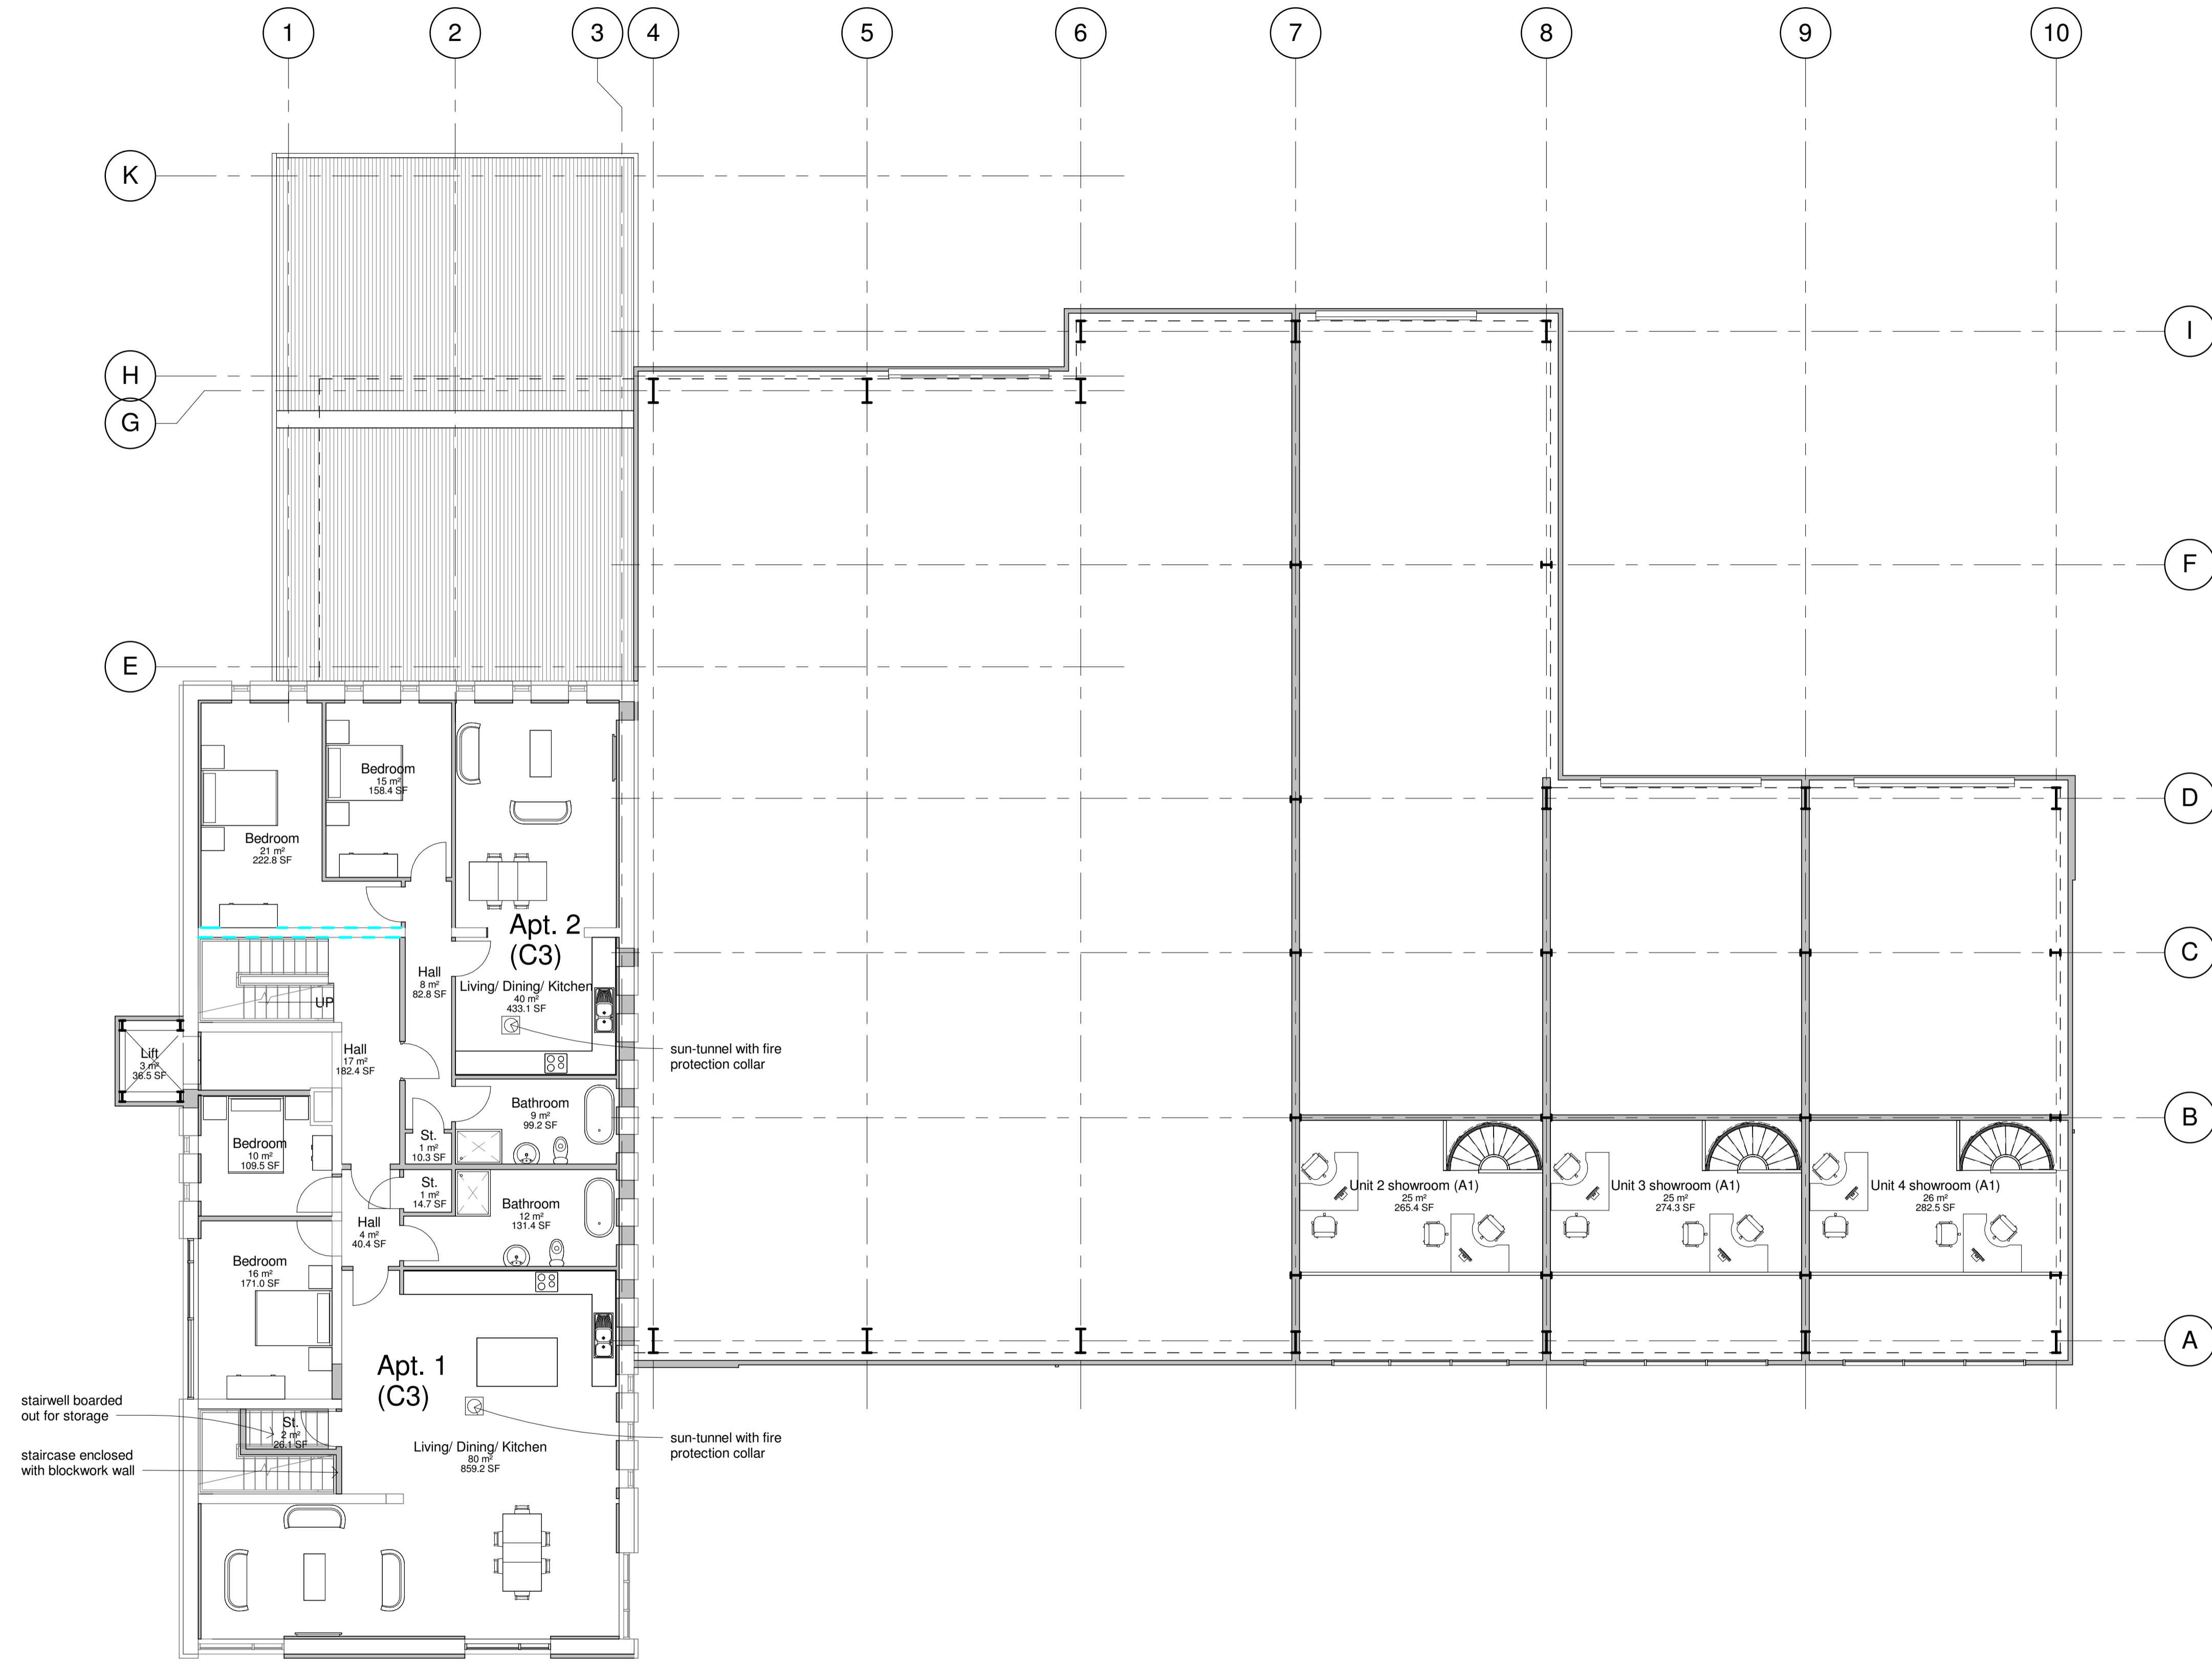 1
2
3
4
5
6
7
8
9
10
K
I
H
G
F
E
D
C
B
A
Bedroom
15 m²
158.4 SF
Bedroom
21 m²
222.8 SF
Apt. 2
(C3)
Hall
8 m²
82.8 SF
Living/ Dining/ Kitchen
40 m²
433.1 SF
UP
Lift
3 m²
36.5 SF
Hall
17 m²
182.4 SF
sun-tunnel with fire
protection collar
Bathroom
9 m²
99.2 SF
St.
1 m²
10.3 SF
Bedroom
10 m²
109.5 SF
St.
1 m²
14.7 SF
Bathroom
12 m²
131.4 SF
Hall
4 m²
40.4 SF
Bedroom
16 m²
171.0 SF
Unit 2 showroom (A1)
25 m²
265.4 SF
Unit 3 showroom (A1)
25 m²
274.3 SF
Unit 4 showroom (A1)
26 m²
282.5 SF
Apt. 1
(C3)
stairwell boarded
out for storage
St.
2 m²
26.1 SF
staircase enclosed
with blockwork wall
Living/ Dining/ Kitchen
80 m²
859.2 SF
sun-tunnel with fire
protection collar